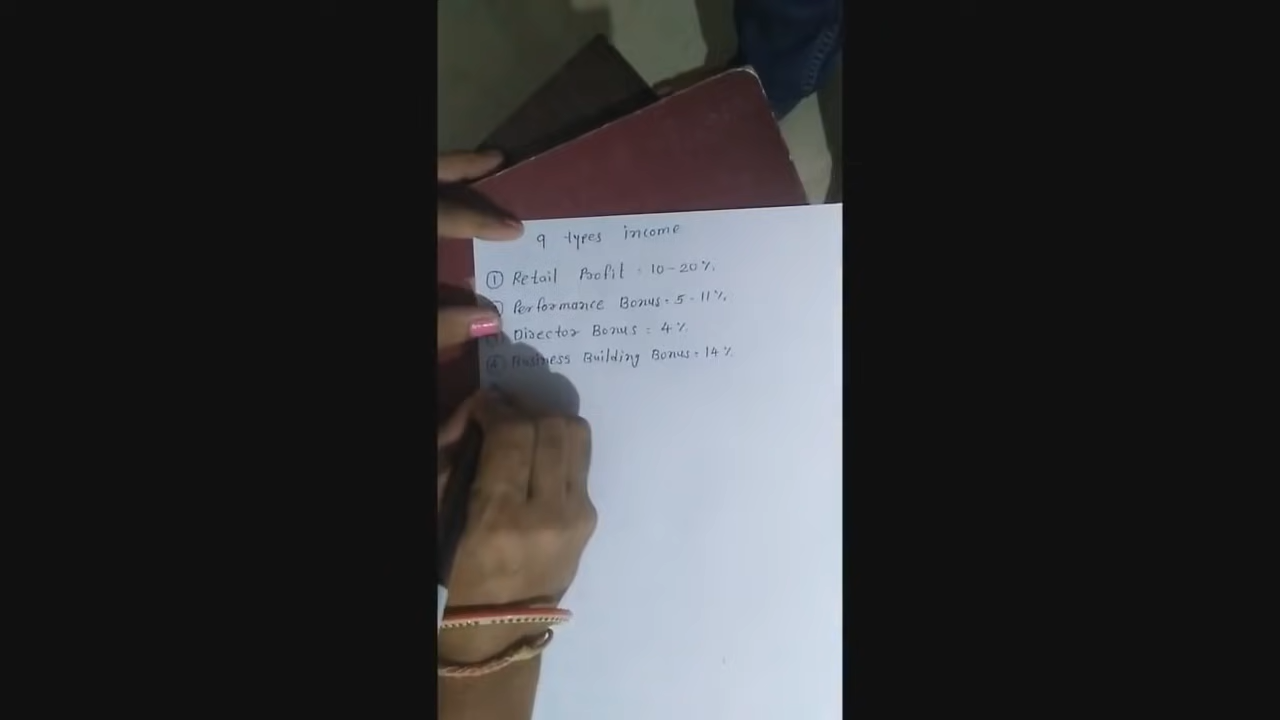 9 types income
① Retail Profit : 10-20%.
Performance Bonus = 5-11%.
Director Bonus : 4%.
④ Business Building Bonus = 14%.